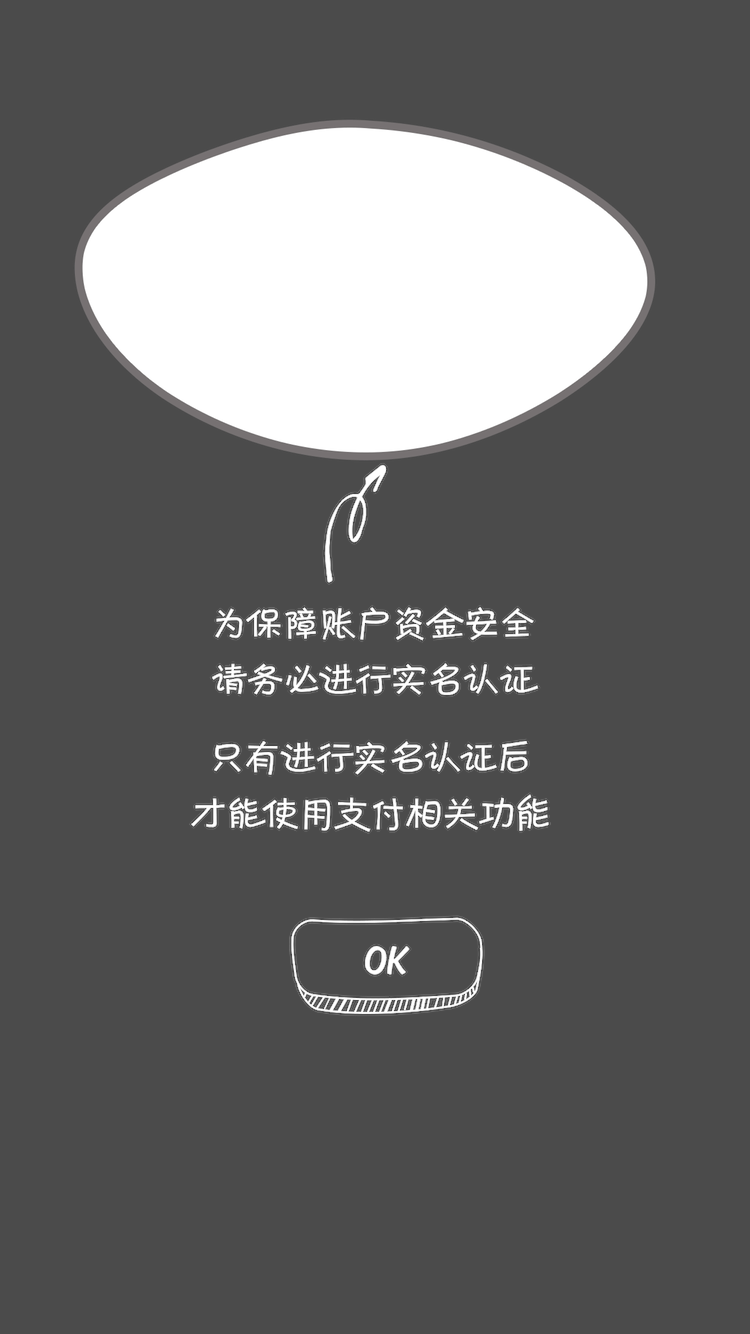 为保障账户资金安全
请务必进行实名认证
只有进行实名认证后
才能使用支付相关功能
OK